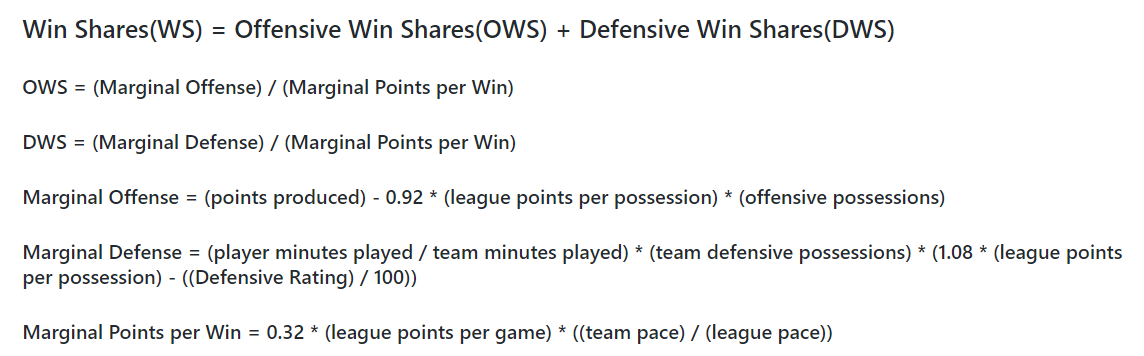 Win Shares(WS) = Offensive Win Shares(OWS) + Defensive Win Shares(DWS)
OWS = (Marginal Offense) / (Marginal Points per Win)
DWS = (Marginal Defense) / (Marginal Points per Win)
Marginal Offense = (points produced) - 0.92 * (league points per possession) * (offensive possessions)
Marginal Defense = (player minutes played / team minutes played) * (team defensive possessions) * (1.08 * (league points
per possession) - ((Defensive Rating) / 100))
Marginal Points per Win = 0.32 * (league points per game) * ((team pace) / (league pace))